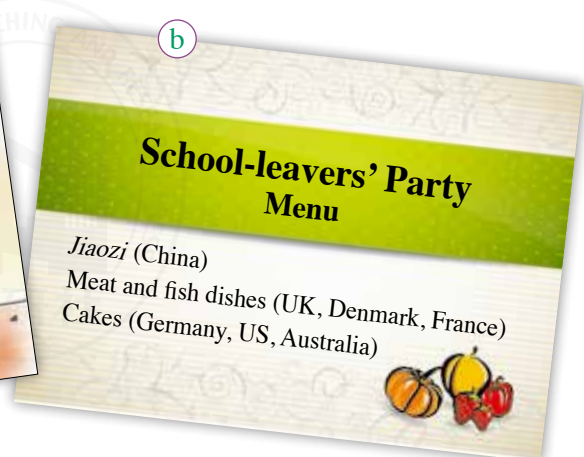 b
School-leavers’ Party
Menu
Jiaozi (China)
Meat and fish dishes (UK, Denmark, France)
Cakes (Germany, US, Australia)